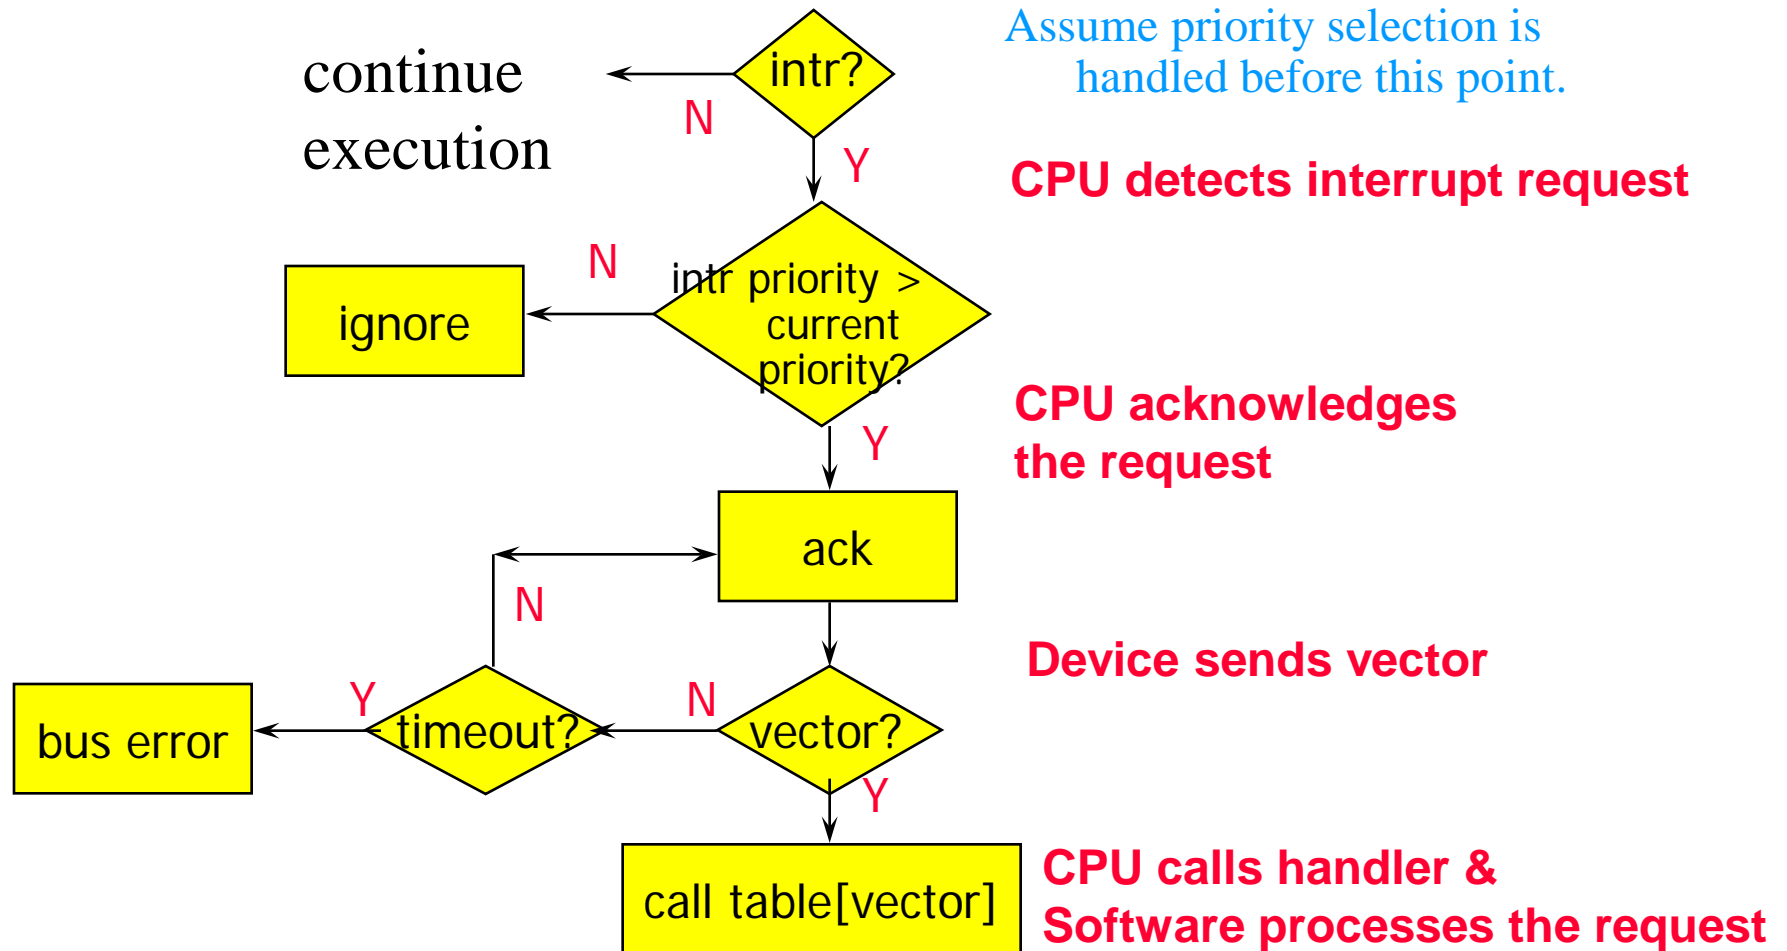 Assume priority selection is
handled before this point.
intr?
continue
execution
N
Y
CPU detects interrupt request
N
intr priority >
current
priority?
ignore
CPU acknowledges
the request
Y
ack
N
Device sends vector
Y
N
bus error
timeout?
vector?
Y
call table[vector]
CPU calls handler &
Software processes the request